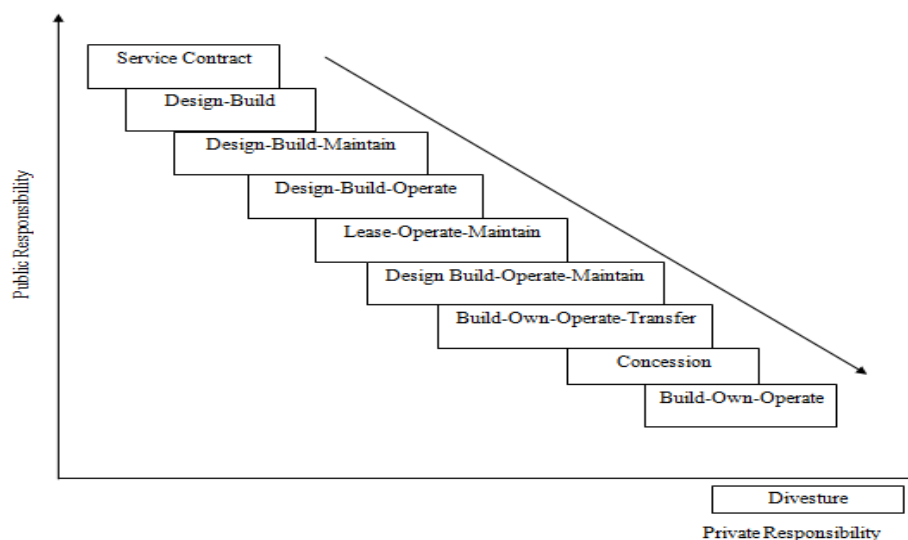 Service Contract
Design-Build
Design-Build-Maintain
Design-Build-Operate
Lease-Operate-Maintain
Design Build-Operate-Maintain
Build-Own-Operate-Transfer
Concession
Build-Own-Operate
Divesture
Private Responsibility
Public Responsibility